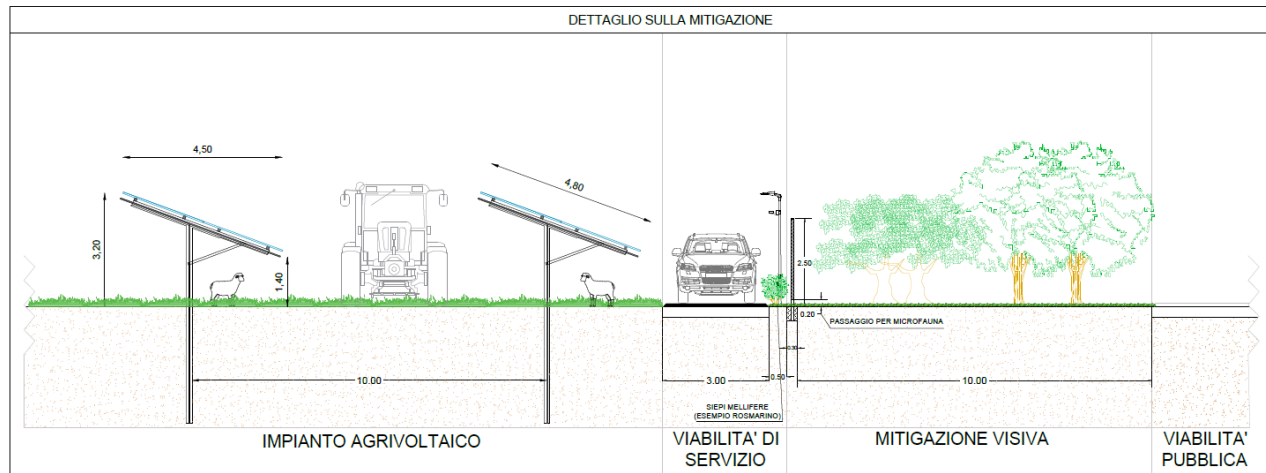 DETTAGLIO SULLA MITIGAZIONE
4,50
4,80
3,20
1,40
2.50
0.20
PASSAGGIO PER MICROFAUNA
0.30
10.00
3.00
0.50
10.00
SIEPI MELLIFERE
(ESEMPIO ROSMARINO)
IMPIANTO AGRIVOLTAICO
VIABILITA' DI
SERVIZIO
MITIGAZIONE VISIVA
VIABILITA'
PUBBLICA